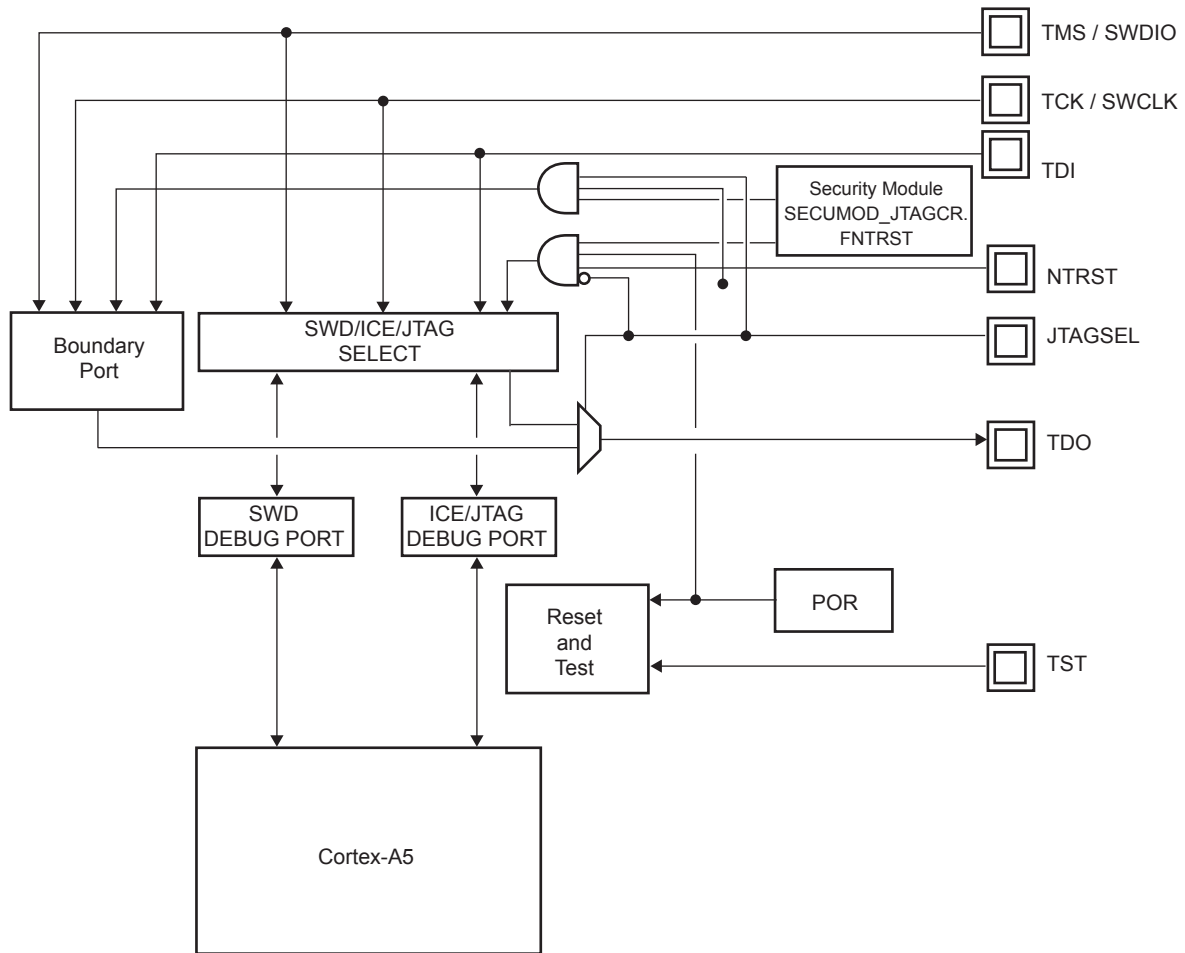 TMS / SWDIO
TCK / SWCLK
TDI
Security Module
SECUMOD_JTAGCR.
FNTRST
NTRST
JTAGSEL
Boundary
Port
SWD/ICE/JTAG
SELECT
TDO
SWD
DEBUG PORT
ICE/JTAG
DEBUG PORT
Reset
and
Test
POR
TST
Cortex-A5